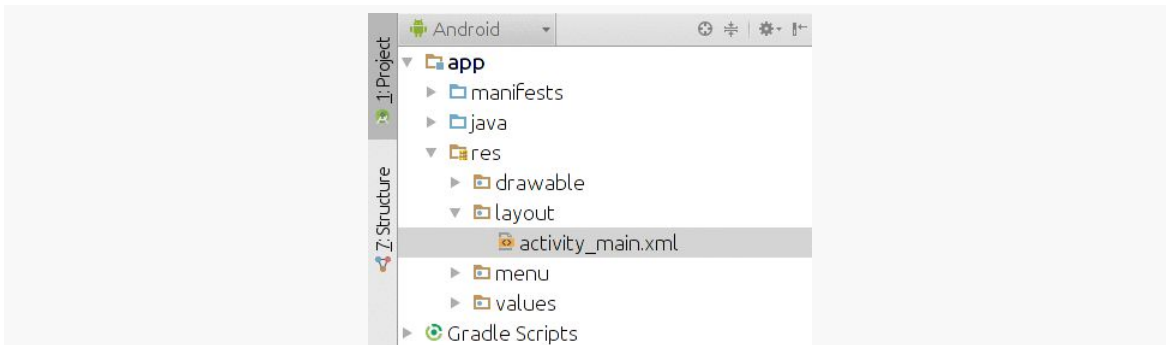 Android
1: Project
app
manifests
java
res
drawable
7: Structure
layout
activity_main.xml
menu
values
Gradle Scripts